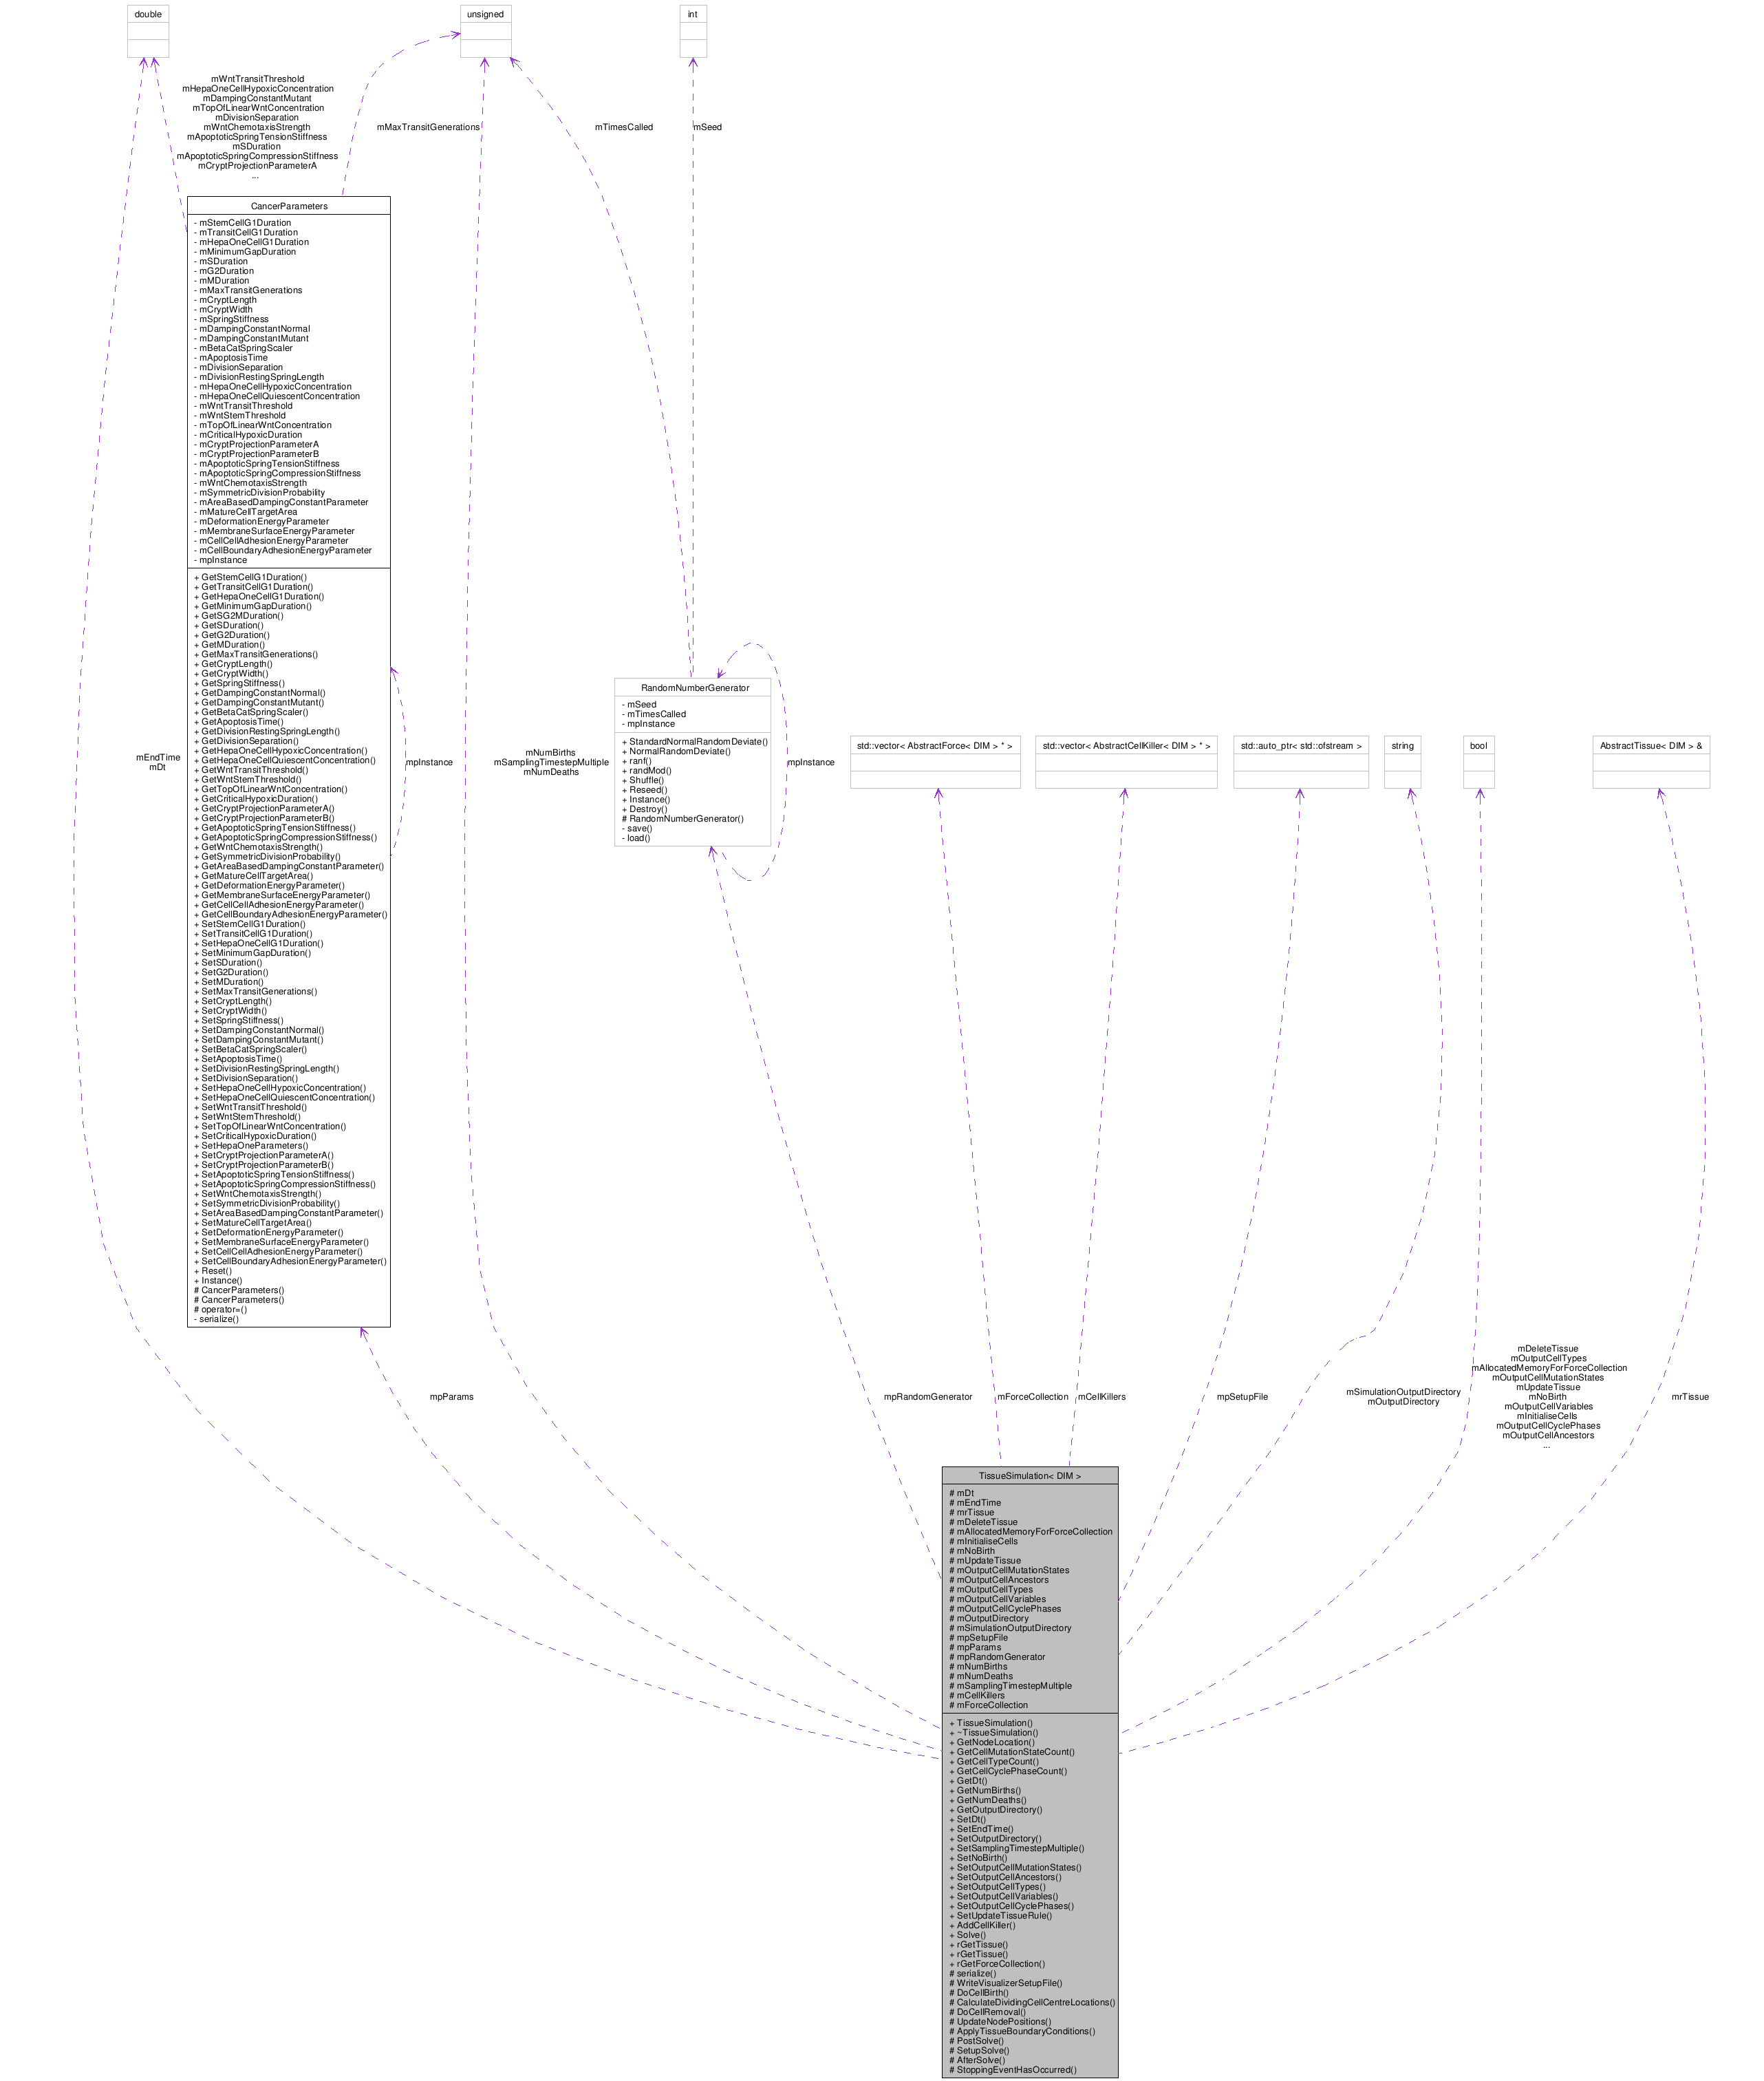 double
unsigned
int
mWntTransitThreshold
mHepaOneCellHypoxicConcentration
mDampingConstantMutant
mTopOfLinearWntConcentration
mDivisionSeparation
mWntChemotaxisStrength
mApoptoticSpringTensionStiffness
mSDuration
mApoptoticSpringCompressionStiffness
mCryptProjectionParameterA
...
mMaxTransitGenerations
mTimesCalled
mSeed
CancerParameters
- mStemCellG1Duration
- mTransitCellG1Duration
- mHepaOneCellG1Duration
- mMinimumGapDuration
- mSDuration
- mG2Duration
- mMDuration
- mMaxTransitGenerations
- mCryptLength
- mCryptWidth
- mSpringStiffness
- mDampingConstantNormal
- mDampingConstantMutant
- mBetaCatSpringScaler
- mApoptosisTime
- mDivisionSeparation
- mDivisionRestingSpringLength
- mHepaOneCellHypoxicConcentration
- mHepaOneCellQuiescentConcentration
- mWntTransitThreshold
- mWntStemThreshold
- mTopOfLinearWntConcentration
- mCriticalHypoxicDuration
- mCryptProjectionParameterA
- mCryptProjectionParameterB
- mApoptoticSpringTensionStiffness
- mApoptoticSpringCompressionStiffness
- mWntChemotaxisStrength
- mSymmetricDivisionProbability
- mAreaBasedDampingConstantParameter
- mMatureCellTargetArea
- mDeformationEnergyParameter
- mMembraneSurfaceEnergyParameter
- mCellCellAdhesionEnergyParameter
- mCellBoundaryAdhesionEnergyParameter
- mpInstance
+ GetStemCellG1Duration()
+ GetTransitCellG1Duration()
+ GetHepaOneCellG1Duration()
+ GetMinimumGapDuration()
+ GetSG2MDuration()
+ GetSDuration()
+ GetG2Duration()
+ GetMDuration()
+ GetMaxTransitGenerations()
+ GetCryptLength()
+ GetCryptWidth()
+ GetSpringStiffness()
+ GetDampingConstantNormal()
+ GetDampingConstantMutant()
+ GetBetaCatSpringScaler()
+ GetApoptosisTime()
+ GetDivisionRestingSpringLength()
+ GetDivisionSeparation()
+ GetHepaOneCellHypoxicConcentration()
+ GetHepaOneCellQuiescentConcentration()
+ GetWntTransitThreshold()
+ GetWntStemThreshold()
+ GetTopOfLinearWntConcentration()
+ GetCriticalHypoxicDuration()
+ GetCryptProjectionParameterA()
+ GetCryptProjectionParameterB()
+ GetApoptoticSpringTensionStiffness()
+ GetApoptoticSpringCompressionStiffness()
+ GetWntChemotaxisStrength()
+ GetSymmetricDivisionProbability()
+ GetAreaBasedDampingConstantParameter()
+ GetMatureCellTargetArea()
+ GetDeformationEnergyParameter()
+ GetMembraneSurfaceEnergyParameter()
+ GetCellCellAdhesionEnergyParameter()
+ GetCellBoundaryAdhesionEnergyParameter()
+ SetStemCellG1Duration()
+ SetTransitCellG1Duration()
+ SetHepaOneCellG1Duration()
+ SetMinimumGapDuration()
+ SetSDuration()
+ SetG2Duration()
+ SetMDuration()
+ SetMaxTransitGenerations()
+ SetCryptLength()
+ SetCryptWidth()
+ SetSpringStiffness()
+ SetDampingConstantNormal()
+ SetDampingConstantMutant()
+ SetBetaCatSpringScaler()
+ SetApoptosisTime()
+ SetDivisionRestingSpringLength()
+ SetDivisionSeparation()
+ SetHepaOneCellHypoxicConcentration()
+ SetHepaOneCellQuiescentConcentration()
+ SetWntTransitThreshold()
+ SetWntStemThreshold()
+ SetTopOfLinearWntConcentration()
+ SetCriticalHypoxicDuration()
+ SetHepaOneParameters()
+ SetCryptProjectionParameterA()
+ SetCryptProjectionParameterB()
+ SetApoptoticSpringTensionStiffness()
+ SetApoptoticSpringCompressionStiffness()
+ SetWntChemotaxisStrength()
+ SetSymmetricDivisionProbability()
+ SetAreaBasedDampingConstantParameter()
+ SetMatureCellTargetArea()
+ SetDeformationEnergyParameter()
+ SetMembraneSurfaceEnergyParameter()
+ SetCellCellAdhesionEnergyParameter()
+ SetCellBoundaryAdhesionEnergyParameter()
+ Reset()
+ Instance()
# CancerParameters()
# CancerParameters()
# operator=()
- serialize()
mEndTime
mDt
mpInstance
mNumBirths
mSamplingTimestepMultiple
mNumDeaths
RandomNumberGenerator
- mSeed
- mTimesCalled
- mpInstance
+ StandardNormalRandomDeviate()
+ NormalRandomDeviate()
+ ranf()
+ randMod()
+ Shuffle()
+ Reseed()
+ Instance()
+ Destroy()
# RandomNumberGenerator()
- save()
- load()
mpInstance
std::vector< AbstractForce< DIM > * >
std::vector< AbstractCellKiller< DIM > * >
std::auto_ptr< std::ofstream >
string
bool
AbstractTissue< DIM > &
mpParams
mpRandomGenerator
mForceCollection
mCellKillers
mpSetupFile
mSimulationOutputDirectory
mOutputDirectory
mDeleteTissue
mOutputCellTypes
mAllocatedMemoryForForceCollection
mOutputCellMutationStates
mUpdateTissue
mNoBirth
mOutputCellVariables
mInitialiseCells
mOutputCellCyclePhases
mOutputCellAncestors
...
mrTissue
TissueSimulation< DIM >
# mDt
# mEndTime
# mrTissue
# mDeleteTissue
# mAllocatedMemoryForForceCollection
# mInitialiseCells
# mNoBirth
# mUpdateTissue
# mOutputCellMutationStates
# mOutputCellAncestors
# mOutputCellTypes
# mOutputCellVariables
# mOutputCellCyclePhases
# mOutputDirectory
# mSimulationOutputDirectory
# mpSetupFile
# mpParams
# mpRandomGenerator
# mNumBirths
# mNumDeaths
# mSamplingTimestepMultiple
# mCellKillers
# mForceCollection
+ TissueSimulation()
+ ~TissueSimulation()
+ GetNodeLocation()
+ GetCellMutationStateCount()
+ GetCellTypeCount()
+ GetCellCyclePhaseCount()
+ GetDt()
+ GetNumBirths()
+ GetNumDeaths()
+ GetOutputDirectory()
+ SetDt()
+ SetEndTime()
+ SetOutputDirectory()
+ SetSamplingTimestepMultiple()
+ SetNoBirth()
+ SetOutputCellMutationStates()
+ SetOutputCellAncestors()
+ SetOutputCellTypes()
+ SetOutputCellVariables()
+ SetOutputCellCyclePhases()
+ SetUpdateTissueRule()
+ AddCellKiller()
+ Solve()
+ rGetTissue()
+ rGetTissue()
+ rGetForceCollection()
# serialize()
# WriteVisualizerSetupFile()
# DoCellBirth()
# CalculateDividingCellCentreLocations()
# DoCellRemoval()
# UpdateNodePositions()
# ApplyTissueBoundaryConditions()
# PostSolve()
# SetupSolve()
# AfterSolve()
# StoppingEventHasOccurred()